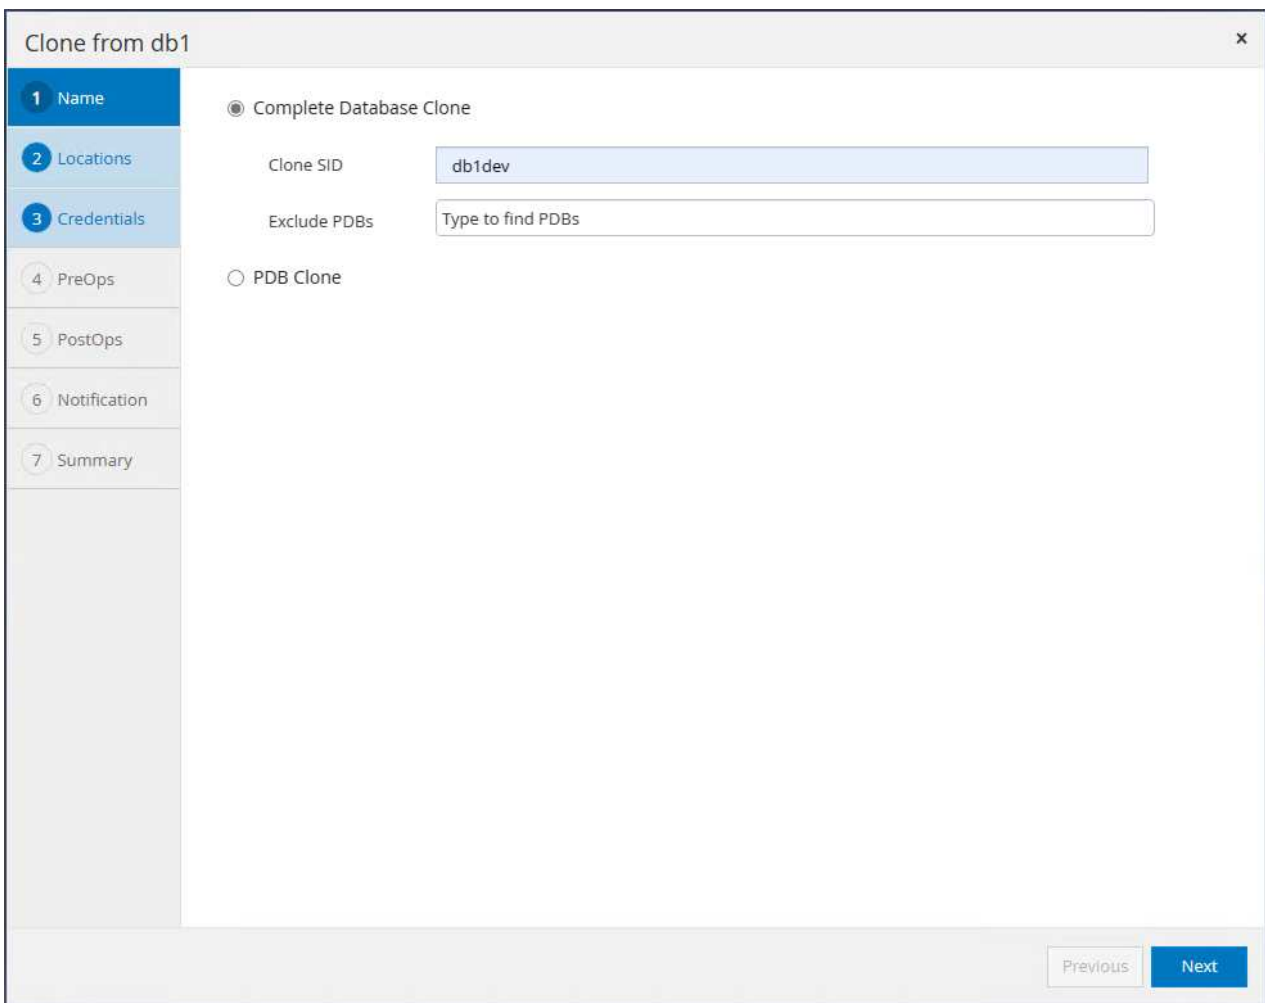 Clone from db1
×
1 Name
2 Locations
3 Credentials
4 PreOps
5 PostOps
6 Notification
7 Summary
Complete Database Clone
Clone SID db1dev
Exclude PDBs Type to find PDBs
PDB Clone
Previous Next